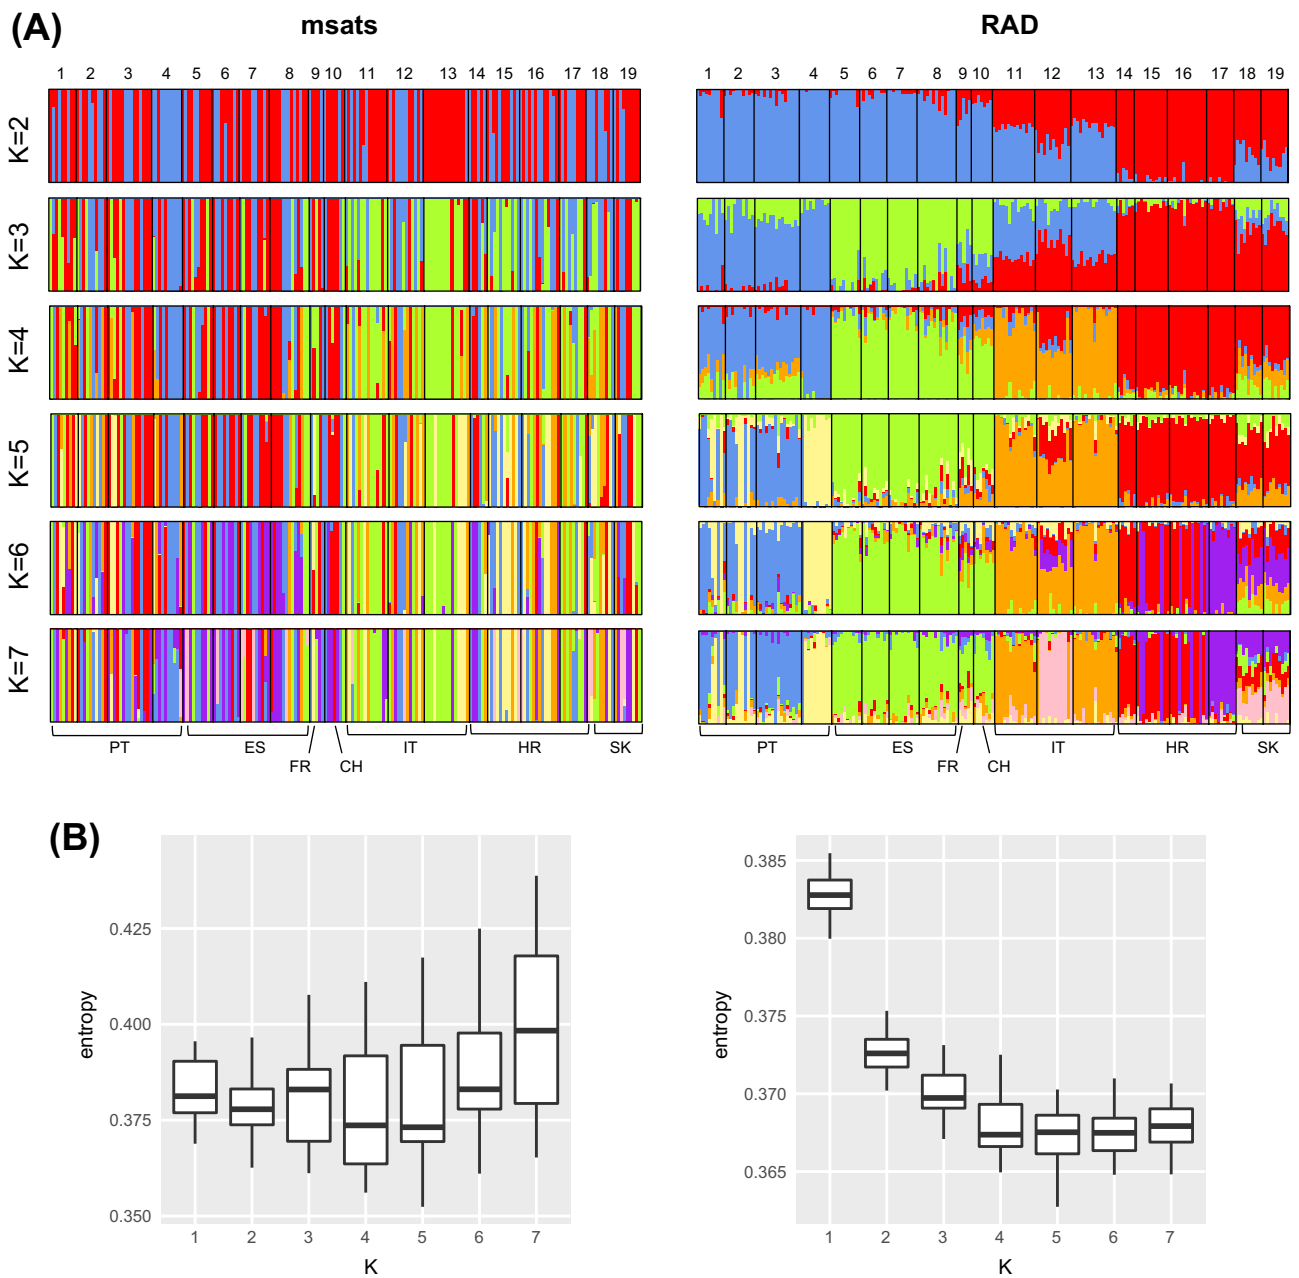 (A)
msats
RAD
1 2 3 4 5 6 7 8 9 10 11 12 13 14 15 16 17 18 19
1 2 3 4 5 6 7 8 9 10 11 12 13 14 15 16 17 18 19
K=2
K=3
K=4
K=5
K=6
K=7
PT ES FR CH IT HR SK
PT ES FR CH IT HR SK
(B)
entropy
0.425
0.400
0.375
0.350
1 2 3 4 5 6 7
K
entropy
0.385
0.380
0.375
0.370
0.365
1 2 3 4 5 6 7
K